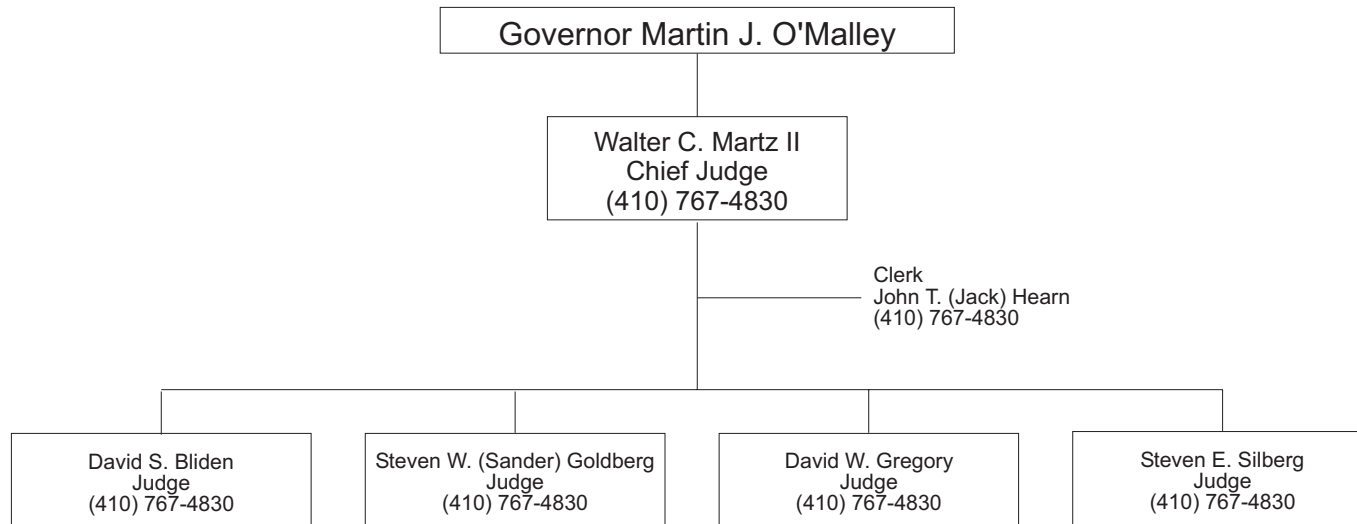 Governor Martin J. O'Malley
Walter C. Martz II
Chief Judge
(410) 767-4830
Clerk
John T. (Jack) Hearn
(410) 767-4830
David S. Bliden
Judge
(410) 767-4830
Steven W. (Sander) Goldberg
Judge
(410) 767-4830
David W. Gregory
Judge
(410) 767-4830
Steven E. Silberg
Judge
(410) 767-4830